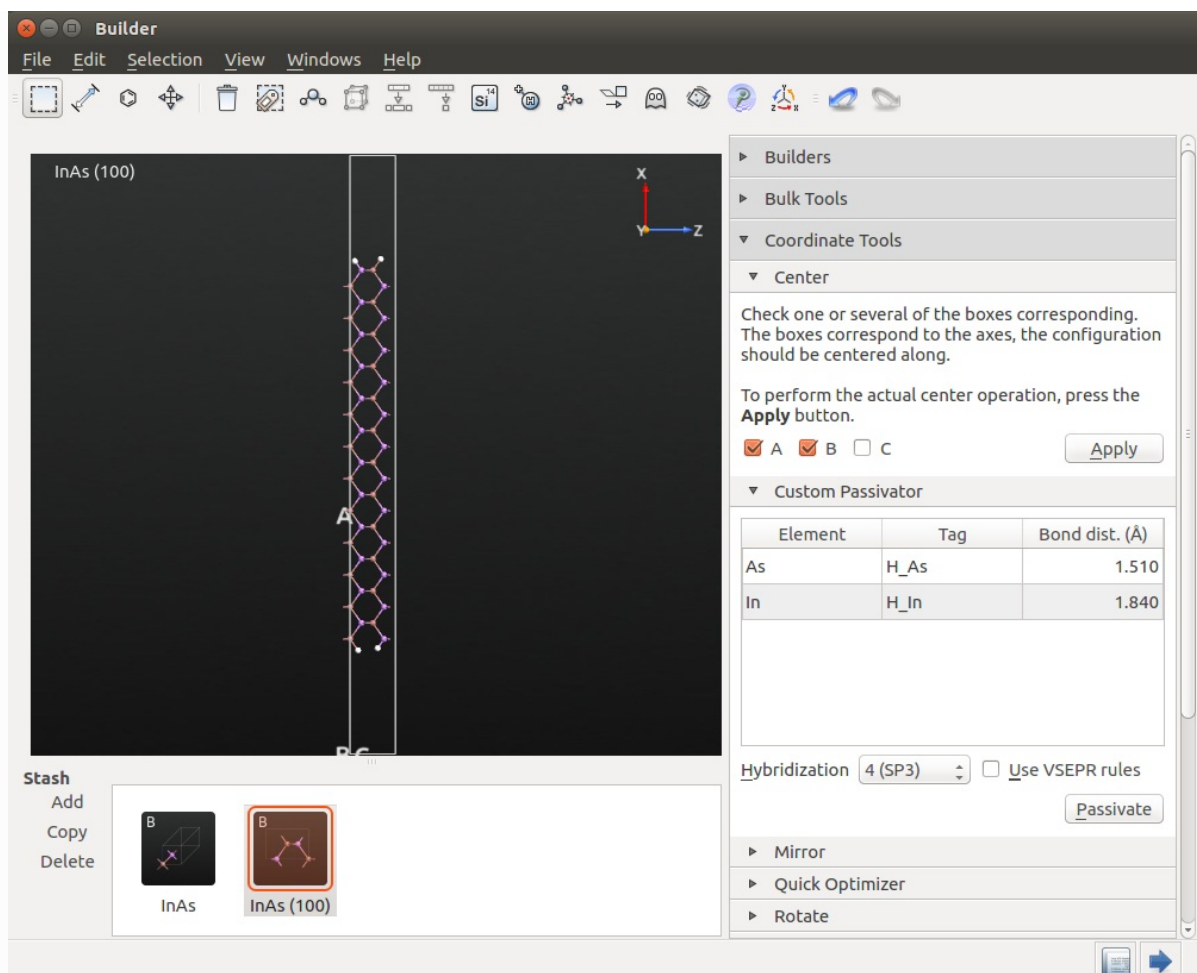 Builder
File Edit Selection View Windows Help
Si 14
H
InAs (100)
X
Y Z
A
B C
z x
Builders
Bulk Tools
Coordinate Tools
Center
Check one or several of the boxes corresponding.
The boxes correspond to the axes, the configuration
should be centered along.
To perform the actual center operation, press the
Apply button.
A B C Apply
Custom Passivator
Element Tag Bond dist. (Å)
As H_As 1.510
In H_In 1.840
Hybridization 4 (SP3) Use VSEPR rules
Passivate
Mirror
Quick Optimizer
Rotate
Stash
Add
Copy
Delete
B
InAs
B
InAs (100)